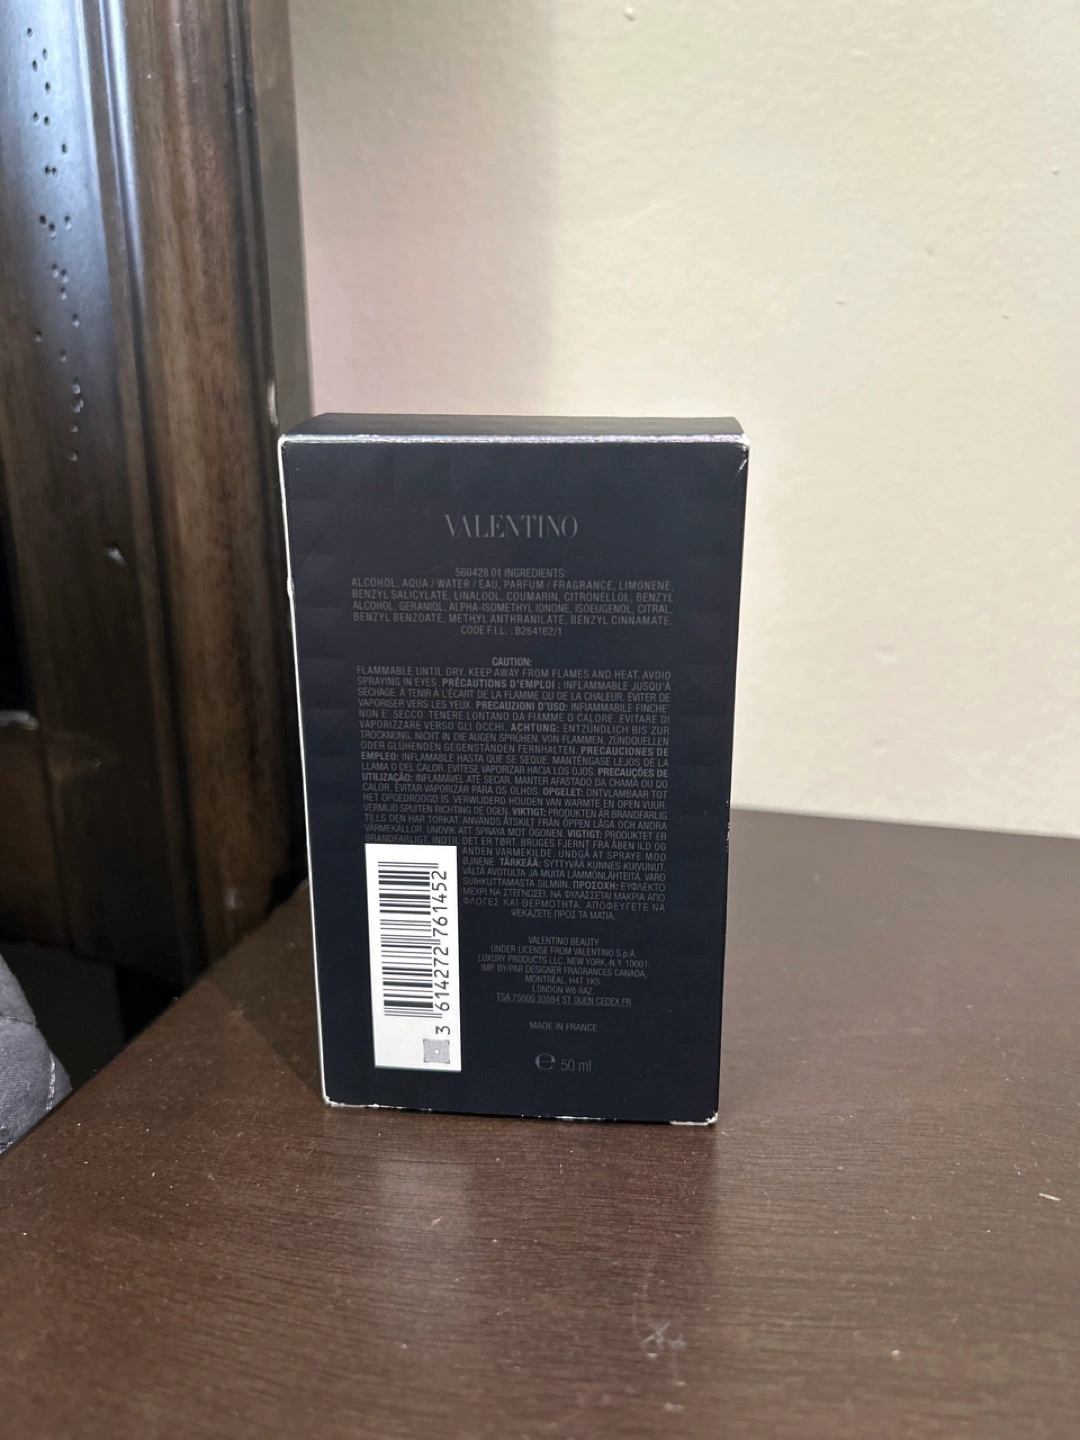 VALENTINO
560428 01 INGREDIENTS:
ALCOHOL, AQUA / WATER / EAU, PARFUM / FRAGRANCE, LIMONENE,
BENZYL SALICYLATE, LINALOOL, COUMARIN, CITRONELLOL, BENZYL
ALCOHOL, GERANIOL, ALPHA-ISOMETHYL IONONE, ISOEUGENOL, CITRAL,
BENZYL BENZOATE, METHYL ANTHRANILATE, BENZYL CINNAMATE.
CODE F.I.L. : B264162/1
CAUTION:
FLAMMABLE UNTIL DRY. KEEP AWAY FROM FLAMES AND HEAT. AVOID
SPRAYING IN EYES. PRÉCAUTIONS D'EMPLOI : INFLAMMABLE JUSQU'À
SÉCHAGE. À TENIR À L'ÉCART DE LA FLAMME OU DE LA CHALEUR. ÉVITER DE
VAPORISER VERS LES YEUX. PRECAUZIONI D'USO: INFIAMMABILE FINCHE'
NON E' SECCO. TENERE LONTANO DA FIAMME O CALORE. EVITARE DI
VAPORIZZARE VERSO GLI OCCHI. ACHTUNG: ENTZÜNDLICH BIS ZUR
TROCKNUNG. NICHT IN DIE AUGEN SPRÜHEN. VON FLAMMEN, ZÜNDQUELLEN
ODER GLÜHENDEN GEGENSTÄNDEN FERNHALTEN. PRECAUCIONES DE
EMPLEO: INFLAMABLE HASTA QUE SE SEQUE. MANTÉNGASE LEJOS DE LA
LLAMA O DEL CALOR. EVÍTESE VAPORIZAR HACIA LOS OJOS. PRECAUÇÕES DE
UTILIZAÇÃO: INFLAMÁVEL ATÉ SECAR. MANTER AFASTADO DA CHAMA OU DO
CALOR. EVITAR VAPORIZAR PARA OS OLHOS. OPGELET: ONTVLAMBAAR TOT
HET OPGEDROOGD IS. VERWIJDERD HOUDEN VAN WARMTE EN OPEN VUUR.
VERMIJD SPUITEN RICHTING DE OGEN. VIKTIGT: PRODUKTEN ÄR BRANDFARLIG
TILLS DEN HAR TORKAT. ANVÄNDS ÅTSKILT FRÅN ÖPPEN LÅGA OCH ANDRA
VÄRMEKÄLLOR. UNDVIK ATT SPRAYA MOT ÖGONEN. VIGTIGT: PRODUKTET ER
BRANDFARLIGT, INDTIL DET ER TØRT. BRUGES FJERNT FRA ÅBEN ILD OG
ANDEN VARMEKILDE. UNDGÅ AT SPRAYE MOD
ØJNENE. TÄRKEÄÄ: SYTTYVÄÄ KUNNES KUIVUNUT.
VÄLTÄ AVOTULTA JA MUITA LÄMMÖNLÄHTEITÄ. VARO
SUIHKUTTAMASTA SILMIIN. ΠΡΟΣΟΧΗ: ΕΥΦΛΕΚΤΟ
ΜΕΧΡΙ ΝΑ ΣΤΕΓΝΩΣΕΙ. ΝΑ ΦΥΛΑΣΣΕΤΑΙ ΜΑΚΡΙΑ ΑΠΟ
ΦΛΟΓΕΣ ΚΑΙ ΘΕΡΜΟΤΗΤΑ. ΑΠΟΦΕΥΓΕΤΕ ΝΑ
ΨΕΚΑΖΕΤΕ ΠΡΟΣ ΤΑ ΜΑΤΙΑ.
3 614272 761452
VALENTINO BEAUTY
UNDER LICENSE FROM VALENTINO S.p.A.
LUXURY PRODUCTS LLC, NEW YORK, N.Y. 10001.
IMP. BY/PAR DESIGNER FRAGRANCES CANADA,
MONTRÉAL, H4T 1K5.
LONDON W6 8AZ
TSA 75000 93584 ST OUEN CEDEX FR
MADE IN FRANCE
℮ 50 ml